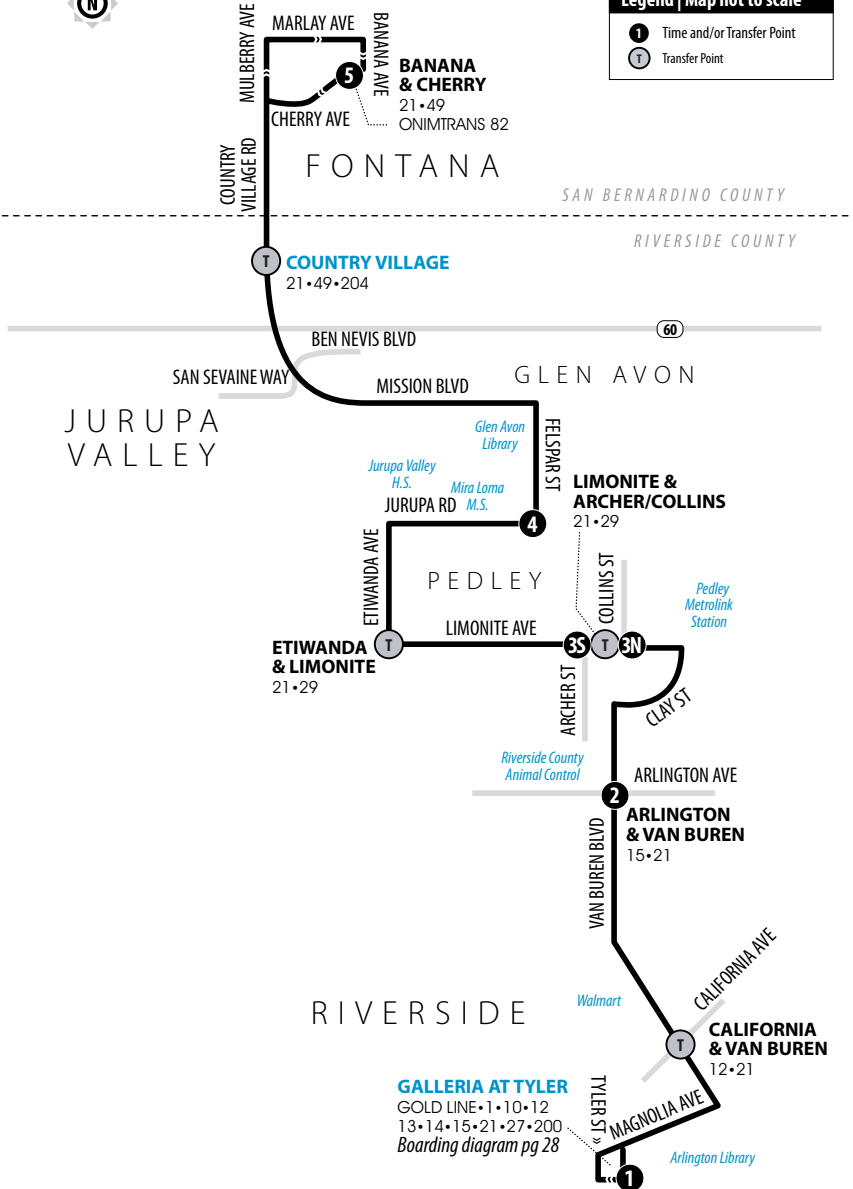 N
Legend | Map not to scale
1 Time and/or Transfer Point
T Transfer Point
MULBERRY AVE
MARLAY AVE
BANANA AVE
5
BANANA
& CHERRY
21•49
ONIMTRANS 82
CHERRY AVE
COUNTRY
VILLAGE RD
FONTANA
SAN BERNARDINO COUNTY
RIVERSIDE COUNTY
T
COUNTRY VILLAGE
21•49•204
60
BEN NEVIS BLVD
SAN SEVAINE WAY
MISSION BLVD
GLEN AVON
JURUPA
VALLEY
Glen Avon
Library
FELSPAR ST
Jurupa Valley
H.S.
Mira Loma
M.S.
JURUPA RD
4
LIMONITE &
ARCHER/COLLINS
21•29
ETIWANDA AVE
PEDLEY
COLLINS ST
Pedley
Metrolink
Station
LIMONITE AVE
T
3S
T
3N
ETIWANDA
& LIMONITE
21•29
ARCHER ST
CLAY ST
Riverside County
Animal Control
ARLINGTON AVE
2
ARLINGTON
& VAN BUREN
15•21
VAN BUREN BLVD
CALIFORNIA AVE
Walmart
RIVERSIDE
T
CALIFORNIA
& VAN BUREN
12•21
GALLERIA AT TYLER
GOLD LINE•1•10•12
13•14•15•21•27•200
Boarding diagram pg 28
TYLER ST
MAGNOLIA AVE
Arlington Library
1